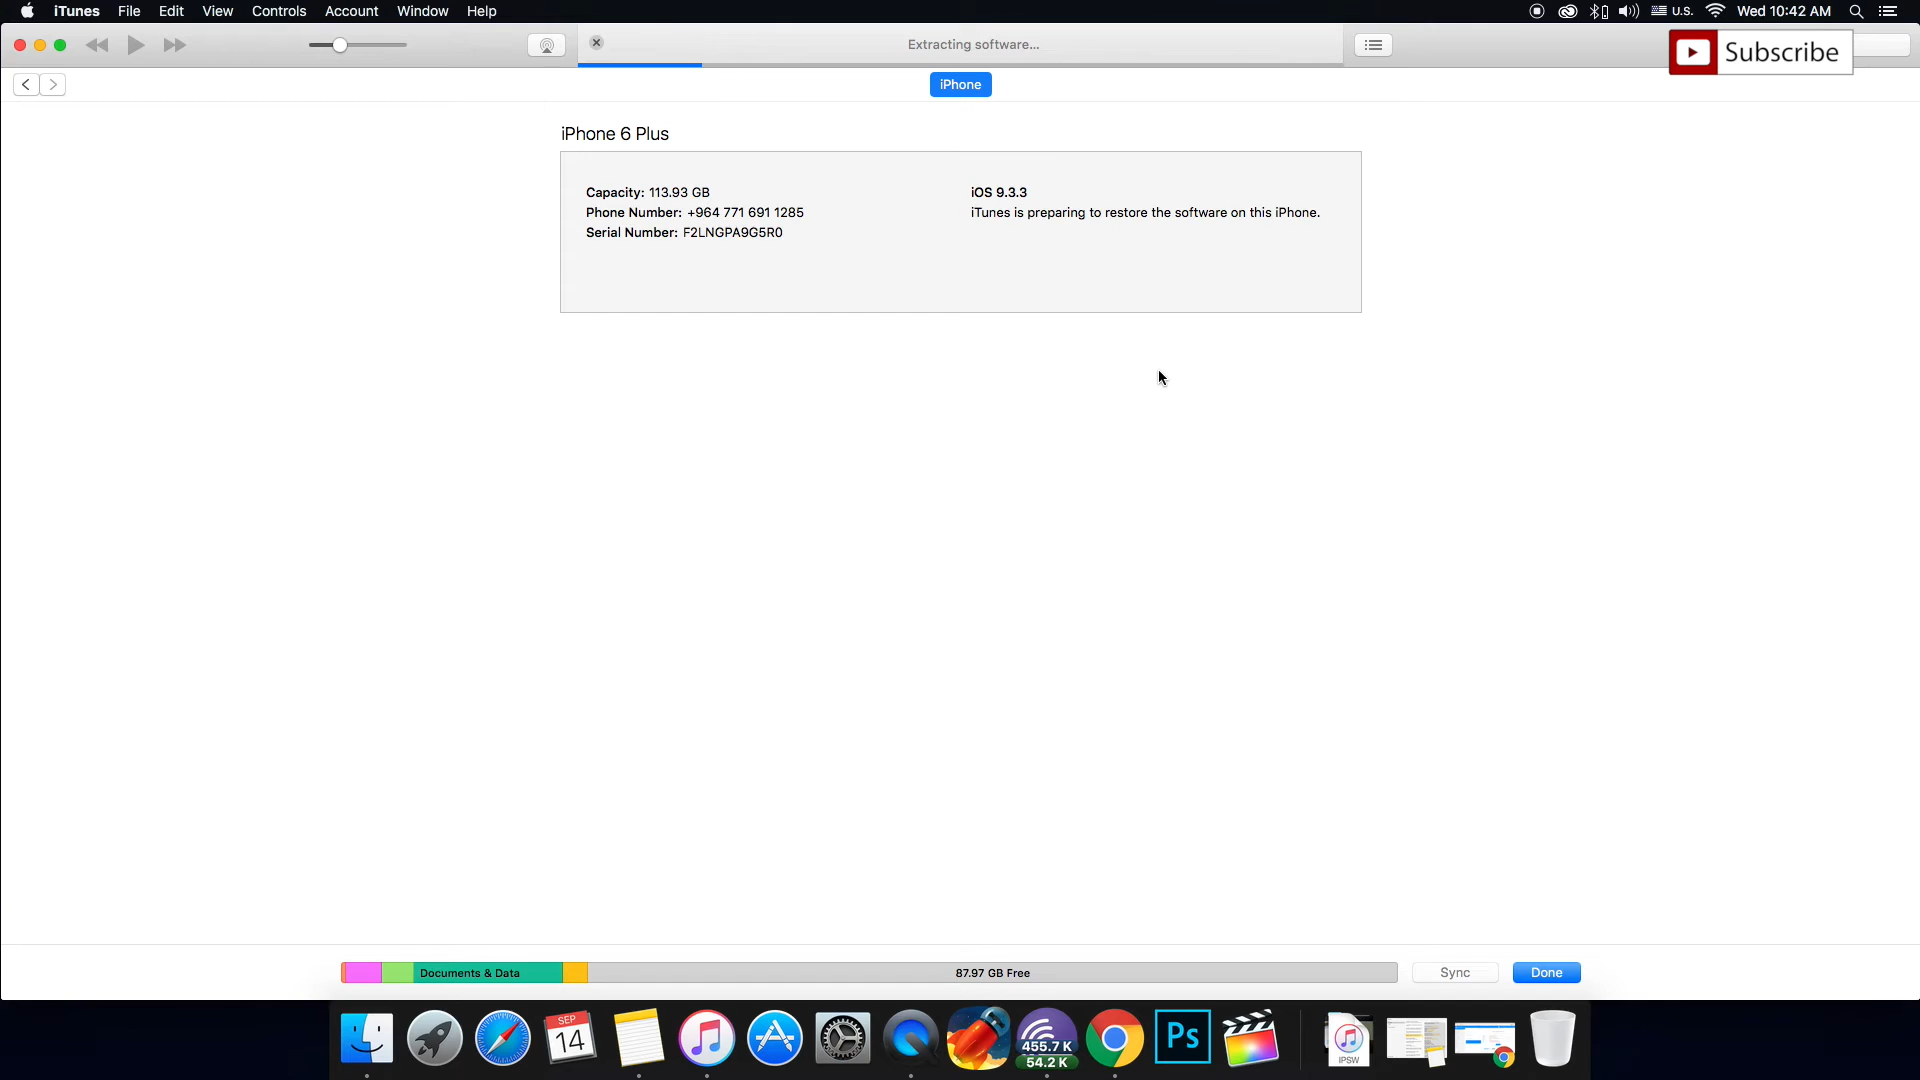 iTunes File Edit View Controls Account Window Help
U.S. Wed 10:42 AM
Extracting software...
Subscribe
iPhone
iPhone 6 Plus
Capacity: 113.93 GB
Phone Number: +964 771 691 1285
Serial Number: F2LNGPA9G5R0
iOS 9.3.3
iTunes is preparing to restore the software on this iPhone.
Documents & Data
87.97 GB Free
Sync
Done
SEP
14
455.7 K
54.2 K
Ps
IPSW